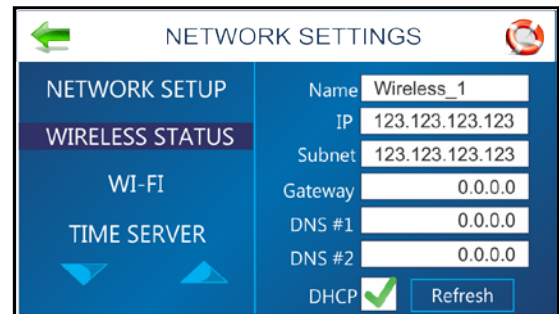 NETWORK SETTINGS
NETWORK SETUP
WIRELESS STATUS
WI-FI
TIME SERVER
Name Wireless_1
IP 123.123.123.123
Subnet 123.123.123.123
Gateway 0.0.0.0
DNS #1 0.0.0.0
DNS #2 0.0.0.0
DHCP Refresh